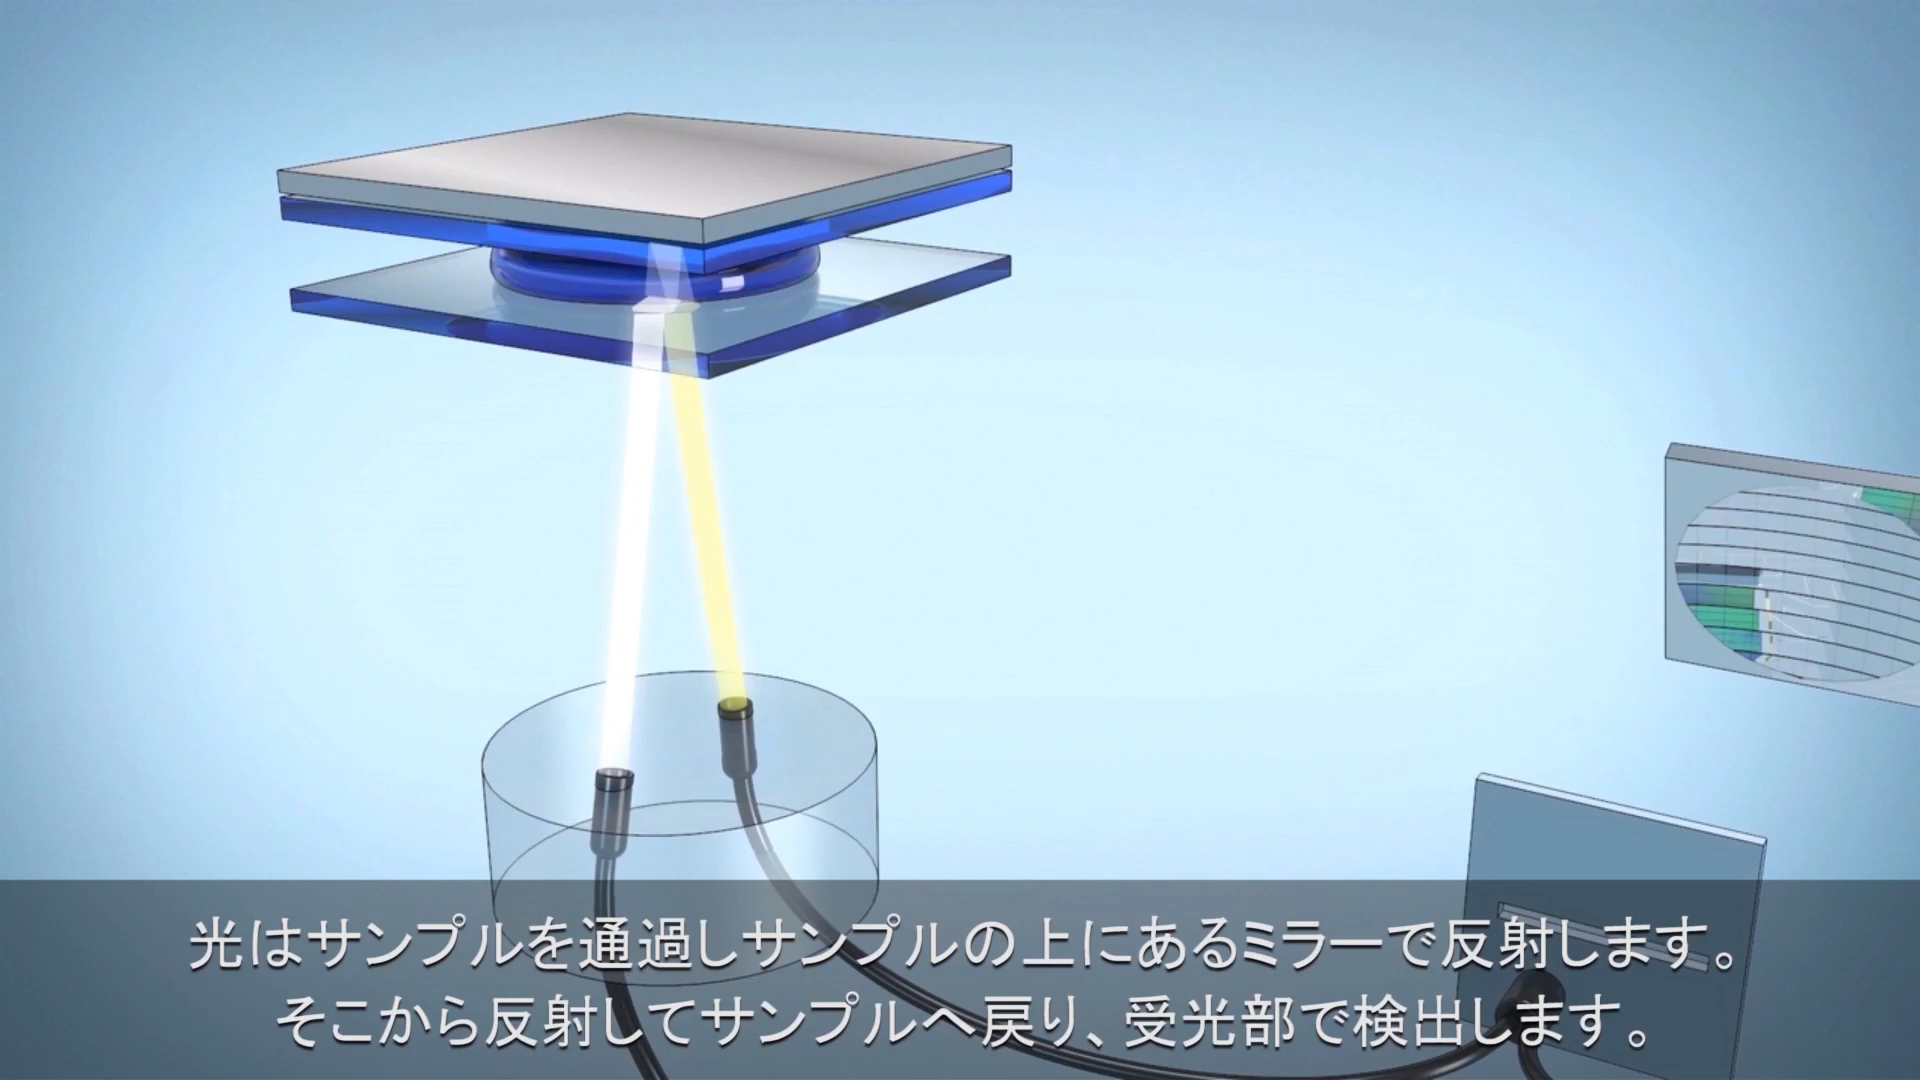 光はサンプルを通過しサンプルの上にあるミラーで反射します。
そこから反射してサンプルへ戻り、受光部で検出します。